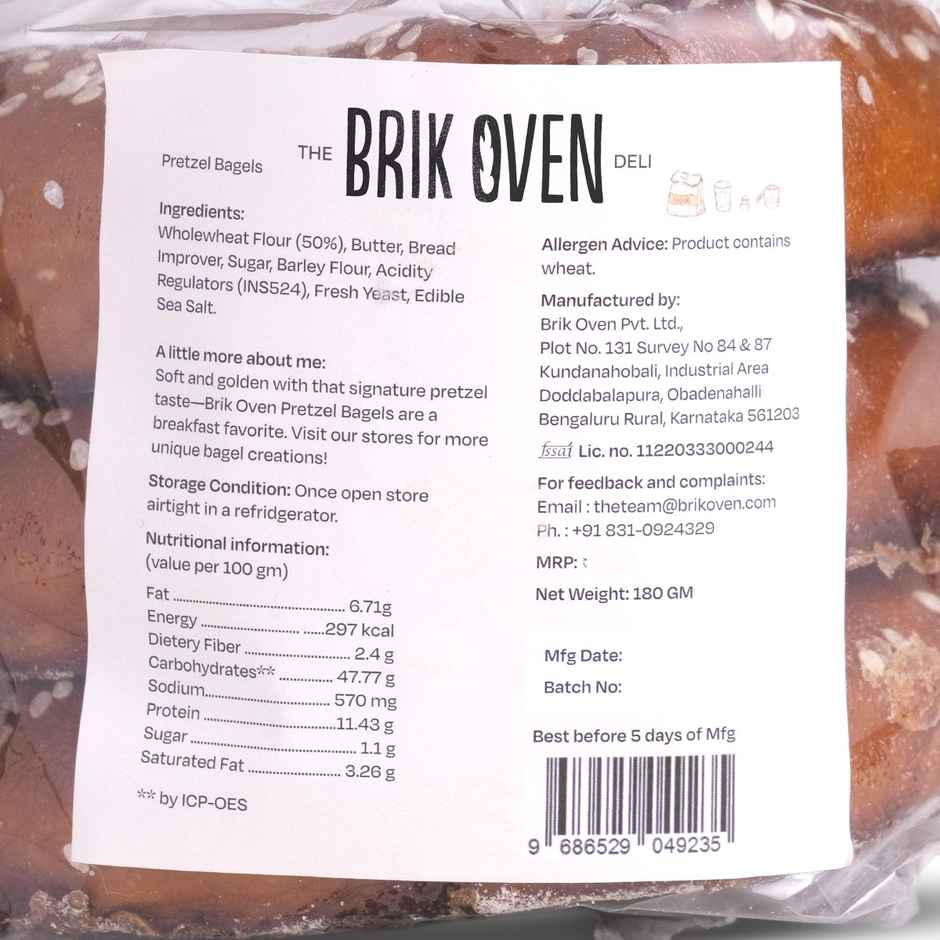 Pretzel Bagels
THE BRIK OVEN DELI
Ingredients:
Wholewheat Flour (50%), Butter, Bread
Improver, Sugar, Barley Flour, Acidity
Regulators (INS524), Fresh Yeast, Edible
Sea Salt.
A little more about me:
Soft and golden with that signature pretzel
taste—Brik Oven Pretzel Bagels are a
breakfast favorite. Visit our stores for more
unique bagel creations!
Storage Condition: Once open store
airtight in a refridgerator.
Nutritional information:
(value per 100 gm)
Fat ........................................ 6.71g
Energy ............................. 297 kcal
Dietery Fiber .......................... 2.4 g
Carbohydrates** ............. 47.77 g
Sodium............................. 570 mg
Protein ...............................11.43 g
Sugar ....................................... 1.1 g
Saturated Fat ...................... 3.26 g
** by ICP-OES
Allergen Advice: Product contains
wheat.
Manufactured by:
Brik Oven Pvt. Ltd.,
Plot No. 131 Survey No 84 & 87
Kundanahobali, Industrial Area
Doddabalapura, Obadenahalli
Bengaluru Rural, Karnataka 561203
fssai Lic. no. 11220333000244
For feedback and complaints:
Email : theteam@brikoven.com
Ph. : +91 831-0924329
MRP:
Net Weight: 180 GM
Mfg Date:
Batch No:
Best before 5 days of Mfg
9 686529 049235